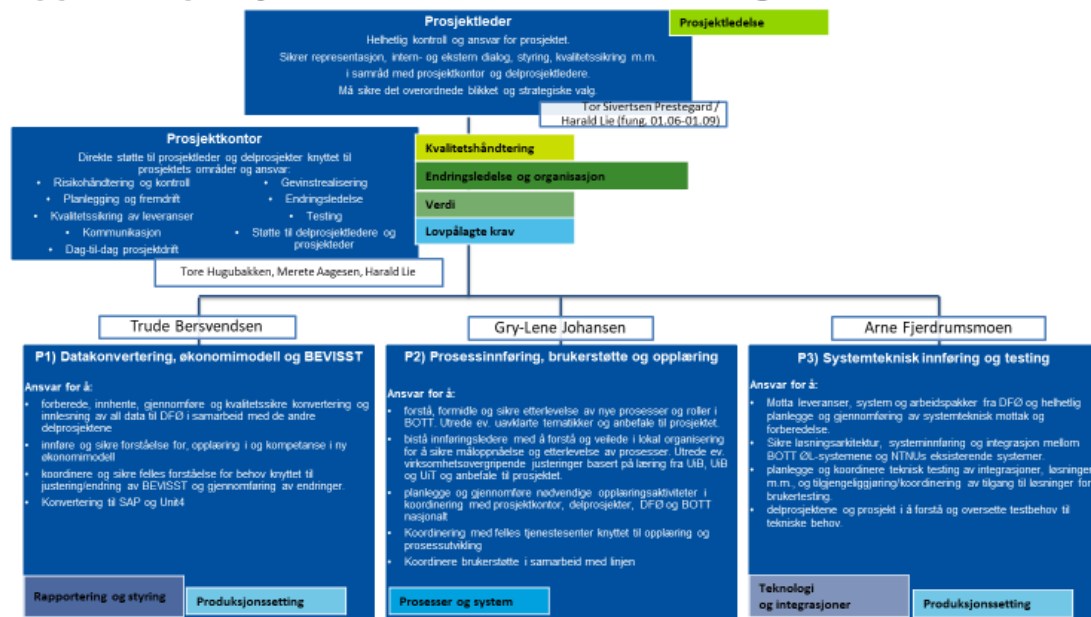 Prosjektleder
Helhetlig kontroll og ansvar for prosjektet.
Sikrer representasjon, intern- og ekstern dialog, styring, kvalitetssikring m.m.
i samråd med prosjektkontor og delprosjektledere.
Må sikre det overordnede blikket og strategiske valg.
Prosjektledelse
Tor Sivertsen Prestegard /
Harald Lie (fung. 01.06-01.09)
Prosjektkontor
Direkte støtte til prosjektleder og delprosjekter knyttet til
prosjektets områder og ansvar:
• Risikohåndtering og kontroll
• Planlegging og fremdrift
• Kvalitetssikring av leveranser
• Kommunikasjon
• Dag-til-dag prosjektdrift
• Gevinstrealisering
• Endringsledelse
• Testing
• Støtte til delprosjektledere og
prosjekteder
Kvalitetshåndtering
Endringsledelse og organisasjon
Verdi
Lovpålagte krav
Tore Hugubakken, Merete Aagesen, Harald Lie
Trude Bersvendsen
P1) Datakonvertering, økonomimodell og BEVISST
Ansvar for å:
• forberede, innhente, gjennomføre og kvalitetssikre konvertering og
innlesning av all data til DFØ i samarbeid med de andre
delprosjektene
• innføre og sikre forståelse for, opplæring i og kompetanse i ny
økonomimodell
• koordinere og sikre felles forståelse for behov knyttet til
justering/endring av BEVISST og gjennomføring av endringer.
• Konvertering til SAP og Unit4
Rapportering og styring
Produksjonssetting
Gry-Lene Johansen
P2) Prosessinnføring, brukerstøtte og opplæring
Ansvar for å:
• forstå, formidle og sikre etterlevelse av nye prosesser og roller i
BOTT. Utrede ev. uavklarte tematikker og anbefale til prosjekt.
• bistå innføringsledere med å forstå og veilede i lokal organisering
for å sikre måloppnåelse og etterlevelse av prosesser. Utrede ev.
virksomhetsovergripende justeringer basert på læring fra UiB, UiB
og UiT og anbefale til prosjektet.
• planlegge og gjennomføre nødvendige opplæringsaktiviteter i
koordinering med prosjektkontor, delprosjekter, DFØ og BOTT
nasjonalt
• Koordinering med felles tjenestesenter knyttet til opplæring og
prosessutvikling
• Koordinere brukerstøtte i samarbeid med linjen
Prosesser og system
Arne Fjerdrumsmoen
P3) Systemteknisk innføring og testing
Ansvar for å:
• Motta leveranser, system og arbeidspakker fra DFØ og helhetlig
planlegge og gjennomføring av systemteknisk mottak og
forberedelse.
• Sikre løsningsarkitektur, systeminnføring og integrasjon mellom
BOTT ØL-systemene og NTNUs eksisterende systemer.
• planlegge og koordinere teknisk testing av integrasjoner, løsninger
m.m., og tilgjengeliggjøring/koordinering av tilgang til løsninger for
brukertesting.
• delprosjektene og prosjekt i å forstå og oversette testbehov til
tekniske behov.
Teknologi
og integrasjoner
Produksjonssetting